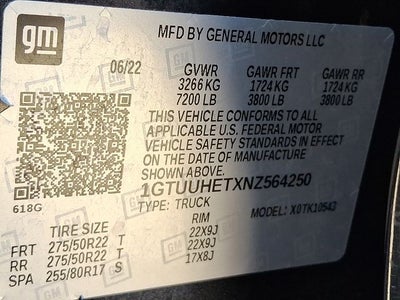 gm
MFD BY GENERAL MOTORS LLC
06/22 GVWR GAWR FRT GAWR RR
3266 KG 1724 KG 1724 KG
7200 LB 3800 LB 3800 LB
THIS VEHICLE CONFORMS TO ALL
APPLICABLE U.S. FEDERAL MOTOR
VEHICLE SAFETY STANDARDS IN EFFECT
ON THE DATE OF MANUFACTURE
SHOWN ABOVE.
1GTUUHETXNZ564250
618G TYPE: TRUCK MODEL: X0TK10543
TIRE SIZE RIM
FRT 275/50R22 T 22X9J
RR 275/50R22 T 22X9J
SPA 255/80R17 S 17X8J